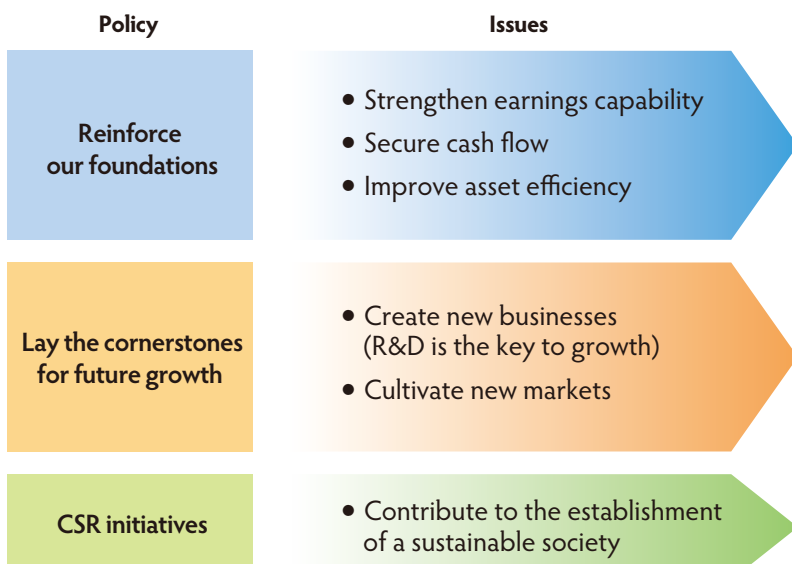 Policy
Issues
Reinforce
our foundations
• Strengthen earnings capability
• Secure cash flow
• Improve asset efficiency
Lay the cornerstones
for future growth
• Create new businesses
(R&D is the key to growth)
• Cultivate new markets
CSR initiatives
• Contribute to the establishment
of a sustainable society